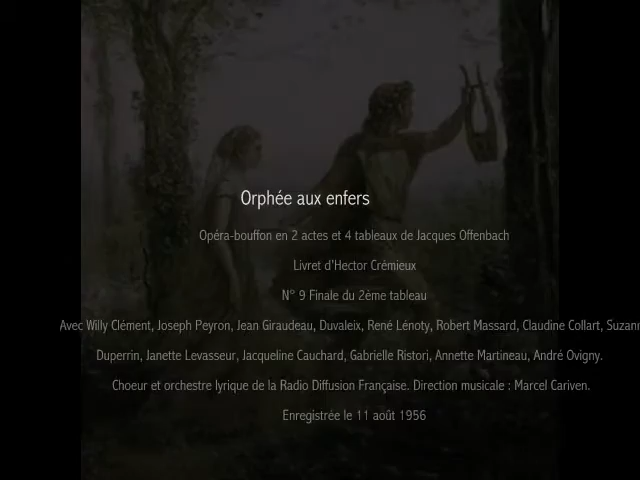 Orphée aux enfers
Opéra-bouffon en 2 actes et 4 tableaux de Jacques Offenbach
Livret d'Hector Crémieux
N° 9 Finale du 2ème tableau
Avec Willy Clément, Joseph Peyron, Jean Giraudeau, Duvaleix, René Lénoty, Robert Massard, Claudine Collart, Suzann
Duperrin, Janette Levasseur, Jacqueline Cauchard, Gabrielle Ristori, Annette Martineau, André Ovigny.
Choeur et orchestre lyrique de la Radio Diffusion Française. Direction musicale : Marcel Cariven.
Enregistrée le 11 août 1956